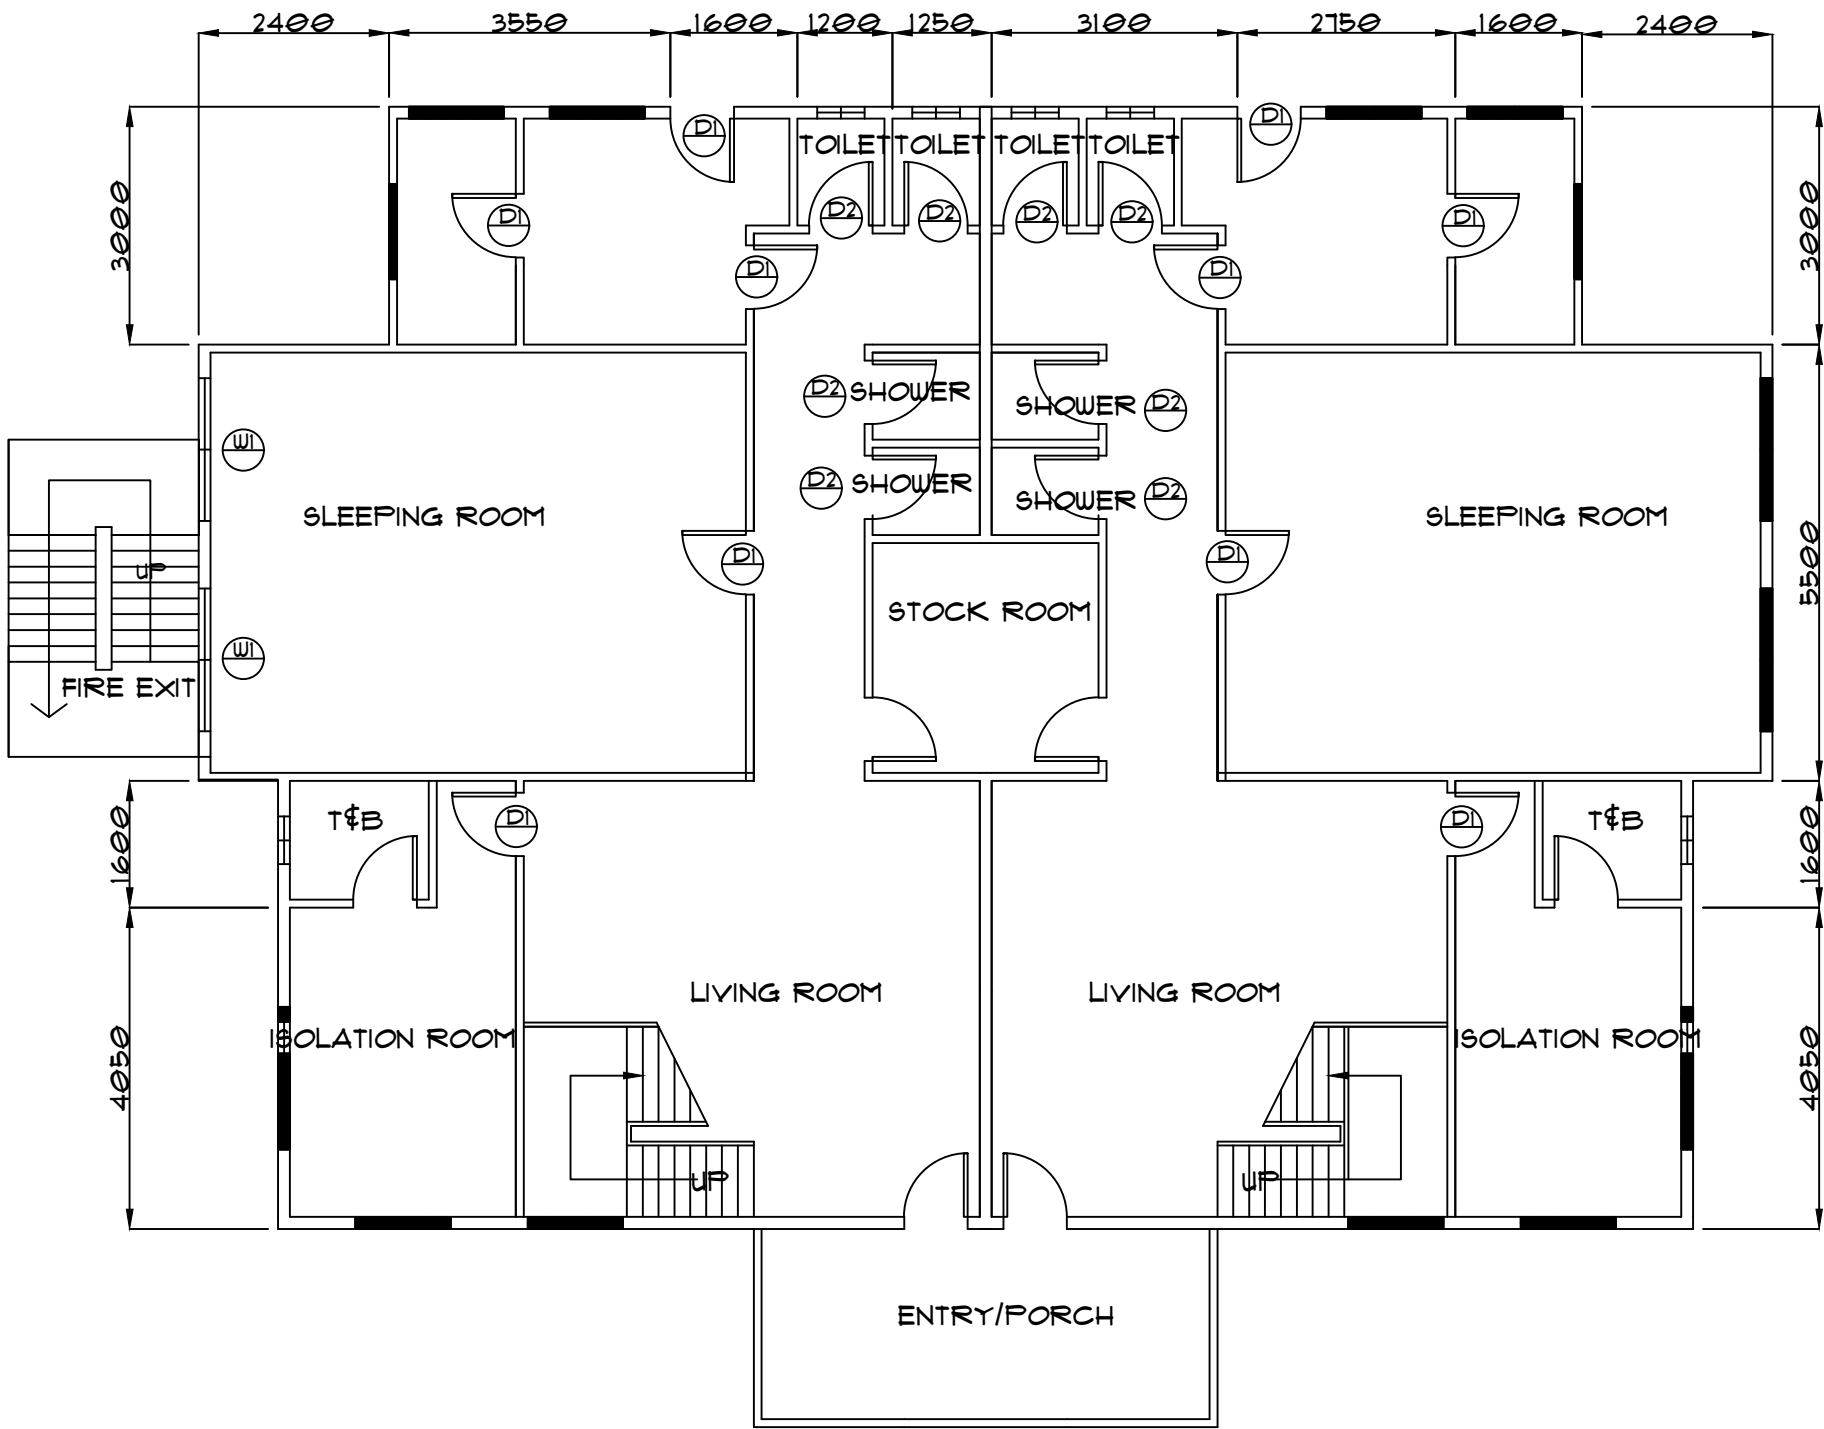 2400 3550 1600 1200 1250 3100 2750 1600 2400
D1 D1
TOILET TOILET TOILET TOILET
3000 D1 D2 D2 D2 D2 D1 3000
D1 D1
D2 SHOWER SHOWER D2
W1
D2 SHOWER SHOWER D2
SLEEPING ROOM SLEEPING ROOM
UP D1 D1 5500
STOCK ROOM
W1
FIRE EXIT
1600 T&B D1 D1 T&B 1600
LIVING ROOM LIVING ROOM
ISOLATION ROOM ISOLATION ROOM
4050 4050
UP UP
ENTRY/PORCH